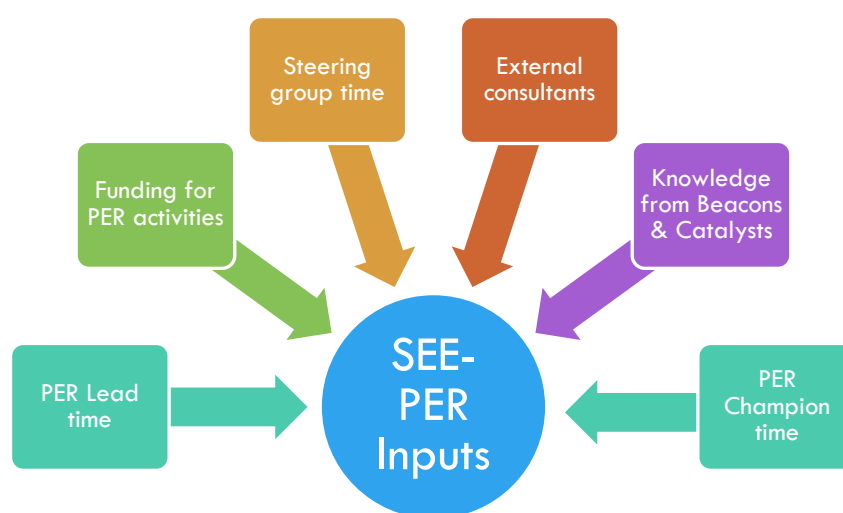 Steering
group time
External
consultants
Funding for
PER activities
Knowledge
from Beacons
& Catalysts
PER Lead
time
SEE-
PER
Inputs
PER
Champion
time